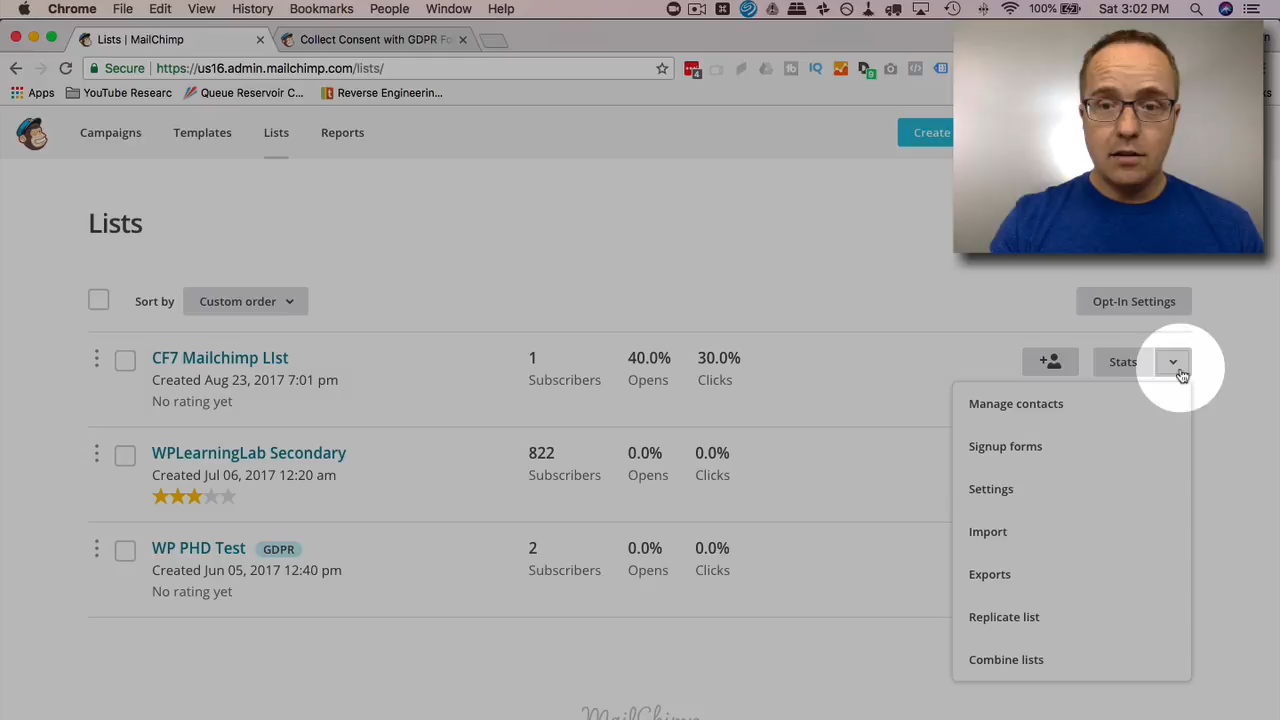 Chrome File Edit View History Bookmarks People Window Help 100% Sat 3:02 PM
Lists | MailChimp
Collect Consent with GDPR Fo
Secure https://us16.admin.mailchimp.com/lists/
Apps YouTube Researc Queue Reservoir C... Reverse Engineerin...
Campaigns Templates Lists Reports Create
Lists
Sort by Custom order Opt-In Settings
CF7 Mailchimp LIst 1 40.0% 30.0% Stats
Created Aug 23, 2017 7:01 pm Subscribers Opens Clicks
No rating yet
Manage contacts
Signup forms
Settings
Import
Exports
Replicate list
Combine lists
WPLearningLab Secondary 822 0.0% 0.0%
Created Jul 06, 2017 12:20 am Subscribers Opens Clicks
WP PHD Test GDPR 2 0.0% 0.0%
Created Jun 05, 2017 12:40 pm Subscribers Opens Clicks
No rating yet
MailChimp